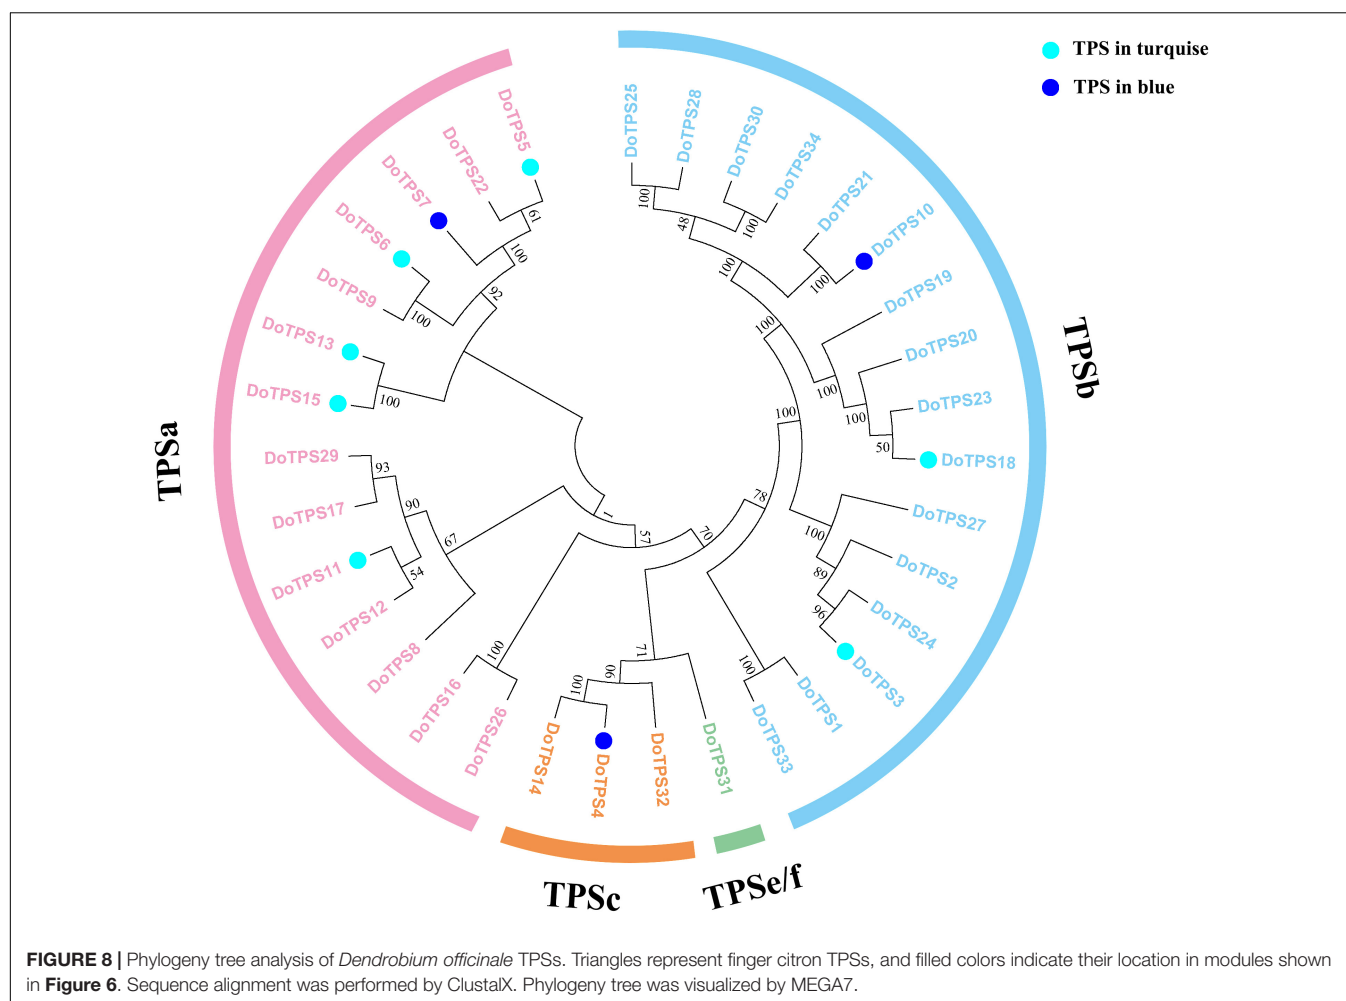 TPS in turquise
TPS in blue
DoTPS5
DoTPS22
DoTPS7
DoTPS6
DoTPS9
DoTPS13
DoTPS15
DoTPS29
DoTPS17
DoTPS11
DoTPS12
DoTPS8
DoTPS16
DoTPS26
DoTPS14
DoTPS4
DoTPS32
DoTPS31
DoTPS33
DoTPS1
DoTPS3
DoTPS24
DoTPS2
DoTPS27
DoTPS18
DoTPS23
DoTPS20
DoTPS19
DoTPS10
DoTPS21
DoTPS34
DoTPS30
DoTPS28
DoTPS25
61
100
92
100
100
93
90
67
54
100
1
57
70
78
71
90
100
100
100
100
100
48
100
100
100
100
100
50
100
89
96
TPSa
TPSb
TPSc
TPSe/f
FIGURE 8 | Phylogeny tree analysis of Dendrobium officinale TPSs. Triangles represent finger citron TPSs, and filled colors indicate their location in modules shown
in Figure 6. Sequence alignment was performed by ClustalX. Phylogeny tree was visualized by MEGA7.